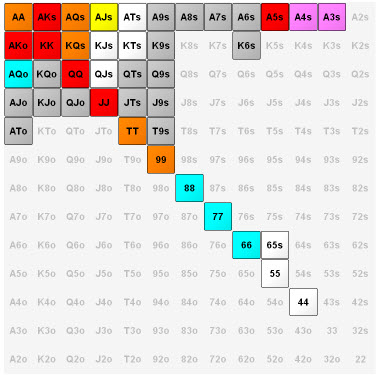 AA AKs AQs AJs ATs A9s A8s A7s A6s A5s A4s A3s A2s
AKo KK KQs KJs KTs K9s K8s K7s K6s K5s K4s K3s K2s
AQo KQo QQ QJs QTs Q9s Q8s Q7s Q6s Q5s Q4s Q3s Q2s
AJo KJo QJo JJ JTs J9s J8s J7s J6s J5s J4s J3s J2s
ATo KTo QTo JTo TT T9s T8s T7s T6s T5s T4s T3s T2s
A9o K9o Q9o J9o T9o 99 98s 97s 96s 95s 94s 93s 92s
A8o K8o Q8o J8o T8o 98o 88 87s 86s 85s 84s 83s 82s
A7o K7o Q7o J7o T7o 97o 87o 77 76s 75s 74s 73s 72s
A6o K6o Q6o J6o T6o 96o 86o 76o 66 65s 64s 63s 62s
A5o K5o Q5o J5o T5o 95o 85o 75o 65o 55 54s 53s 52s
A4o K4o Q4o J4o T4o 94o 84o 74o 64o 54o 44 43s 42s
A3o K3o Q3o J3o T3o 93o 83o 73o 63o 53o 43o 33 32s
A2o K2o Q2o J2o T2o 92o 82o 72o 62o 52o 42o 32o 22